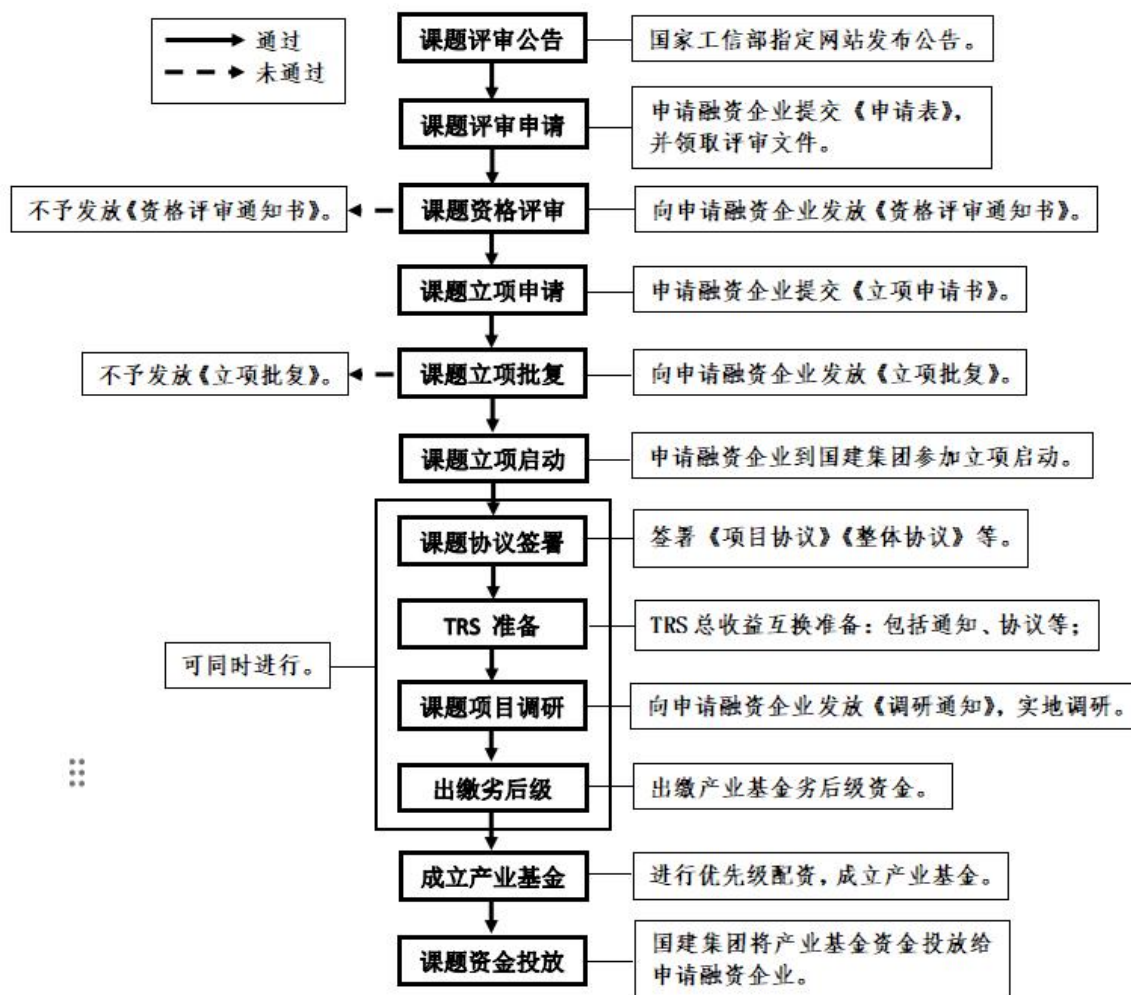 通过
未通过
课题评审公告
国家工信部指定网站发布公告。
课题评审申请
申请融资企业提交《申请表》，
并领取评审文件。
不予发放《资格评审通知书》。
课题资格评审
向申请融资企业发放《资格评审通知书》。
课题立项申请
申请融资企业提交《立项申请书》。
不予发放《立项批复》。
课题立项批复
向申请融资企业发放《立项批复》。
课题立项启动
申请融资企业到国建集团参加立项启动。
课题协议签署
签署《项目协议》《整体协议》等。
TRS 准备
TRS 总收益互换准备：包括通知、协议等；
可同时进行。
课题项目调研
向申请融资企业发放《调研通知》，实地调研。
出缴劣后级
出缴产业基金劣后级资金。
成立产业基金
进行优先级配资，成立产业基金。
课题资金投放
国建集团将产业基金资金投放给
申请融资企业。